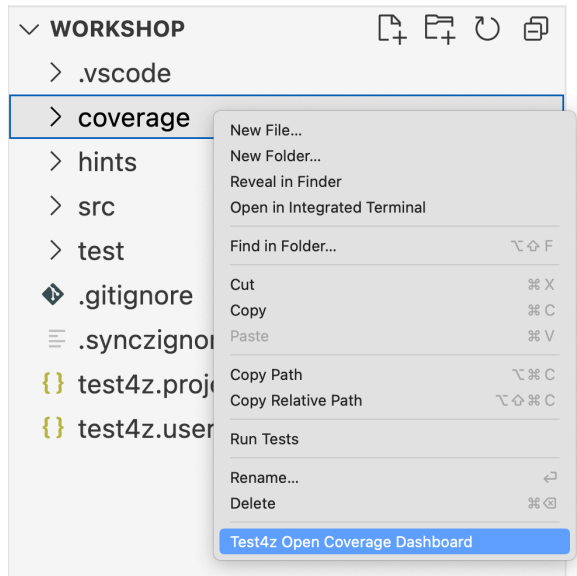 WORKSHOP
.vscode
coverage
hints
src
test
.gitignore
.synczignor
test4z.proje
test4z.user
New File...
New Folder...
Reveal in Finder
Open in Integrated Terminal
Find in Folder... ⌥⇧ F
Cut ⌘ X
Copy ⌘ C
Paste ⌘ V
Copy Path ⌥⌘ C
Copy Relative Path ⌥⇧⌘ C
Run Tests
Rename... ⏎
Delete ⌘⌫
Test4z Open Coverage Dashboard